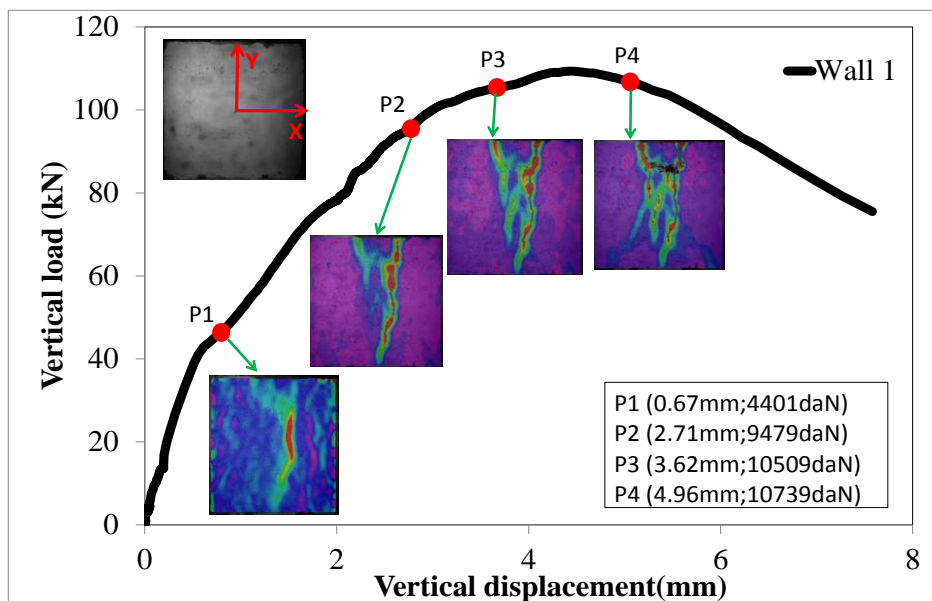 120
100
80
60
40
20
0
Vertical load (kN)
0
2
4
6
8
Vertical displacement(mm)
Y
X
P1
P2
P3
P4
Wall 1
P1 (0.67mm;4401daN)
P2 (2.71mm;9479daN)
P3 (3.62mm;10509daN)
P4 (4.96mm;10739daN)